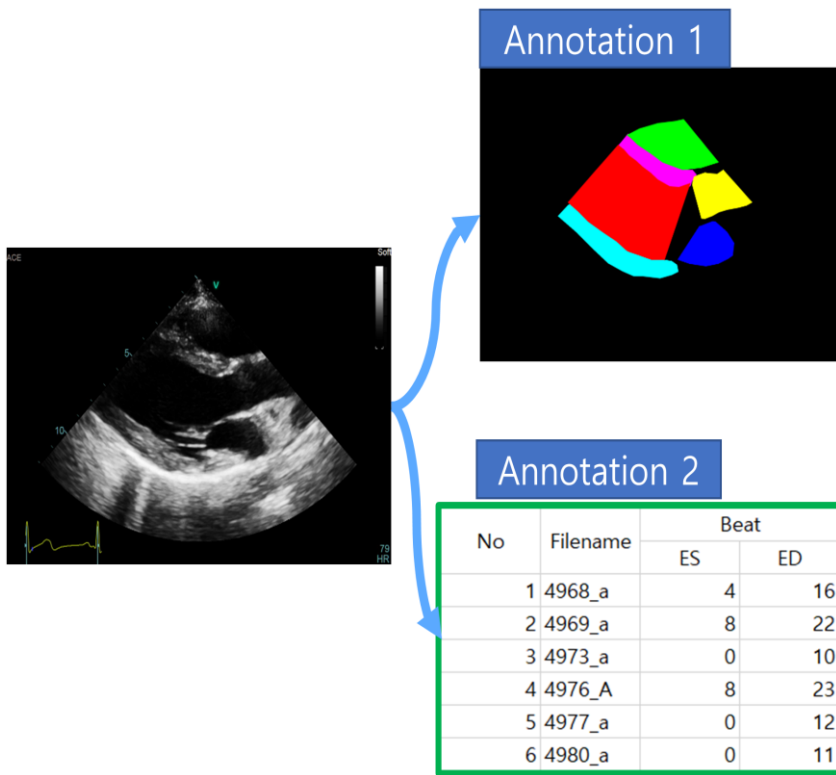 Annotation 1
ACE
Soft
V
5
10
79
HR
Annotation 2
No Filename Beat
ES ED
1 4968_a 4 16
2 4969_a 8 22
3 4973_a 0 10
4 4976_A 8 23
5 4977_a 0 12
6 4980_a 0 11